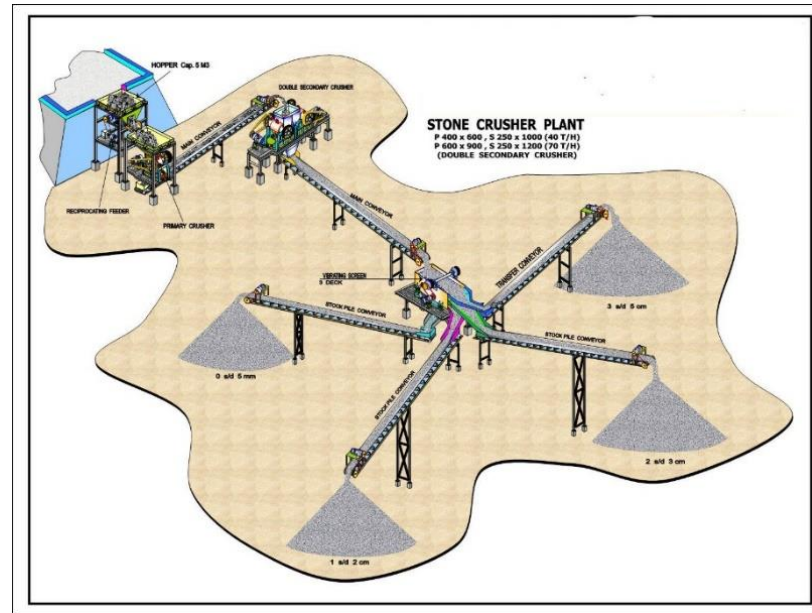 HOPPER Cap. 5 M3
DOUBLE SECONDARY CRUSHER
MAIN CONVEYOR
STONE CRUSHER PLANT
P 400 x 600 , S 250 x 1000 (40 T/H)
P 600 x 900 , S 250 x 1200 (70 T/H)
(DOUBLE SECONDARY CRUSHER)
RECIPROCATING FEEDER
PRIMARY CRUSHER
MAIN CONVEYOR
TRANSFER CONVEYOR
VIBRATING SCREEN
3 DECK
3 s/d 5 cm
STOCK PILE CONVEYOR
STOCK PILE CONVEYOR
0 s/d 5 mm
STOCK PILE CONVEYOR
2 s/d 3 cm
1 s/d 2 cm